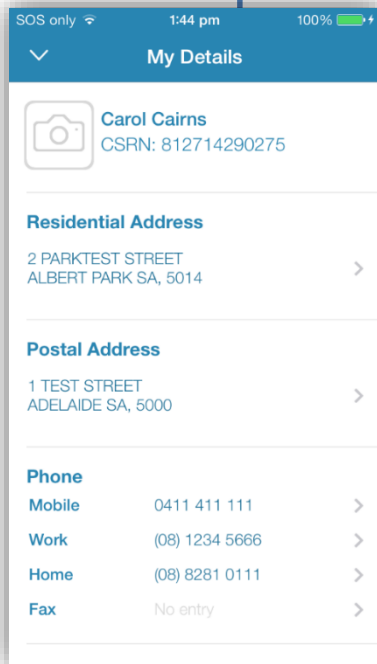 SOS only 1:44 pm 100%
My Details
Carol Cairns
CSRN: 812714290275
Residential Address
2 PARKTEST STREET
ALBERT PARK SA, 5014
Postal Address
1 TEST STREET
ADELAIDE SA, 5000
Phone
Mobile 0411 411 111
Work (08) 1234 5666
Home (08) 8281 0111
Fax No entry